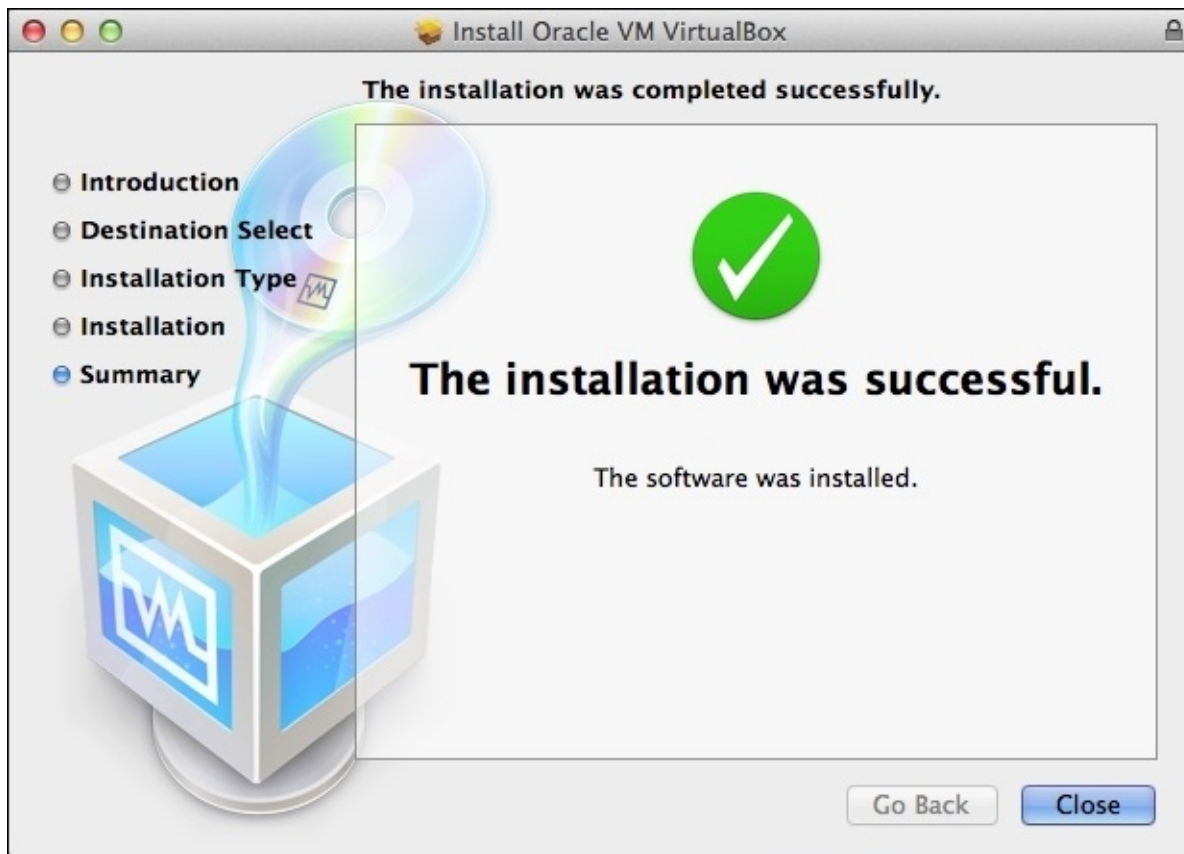 Install Oracle VM VirtualBox
The installation was completed successfully.
Introduction
Destination Select
Installation Type
Installation
Summary
The installation was successful.
The software was installed.
Go Back
Close